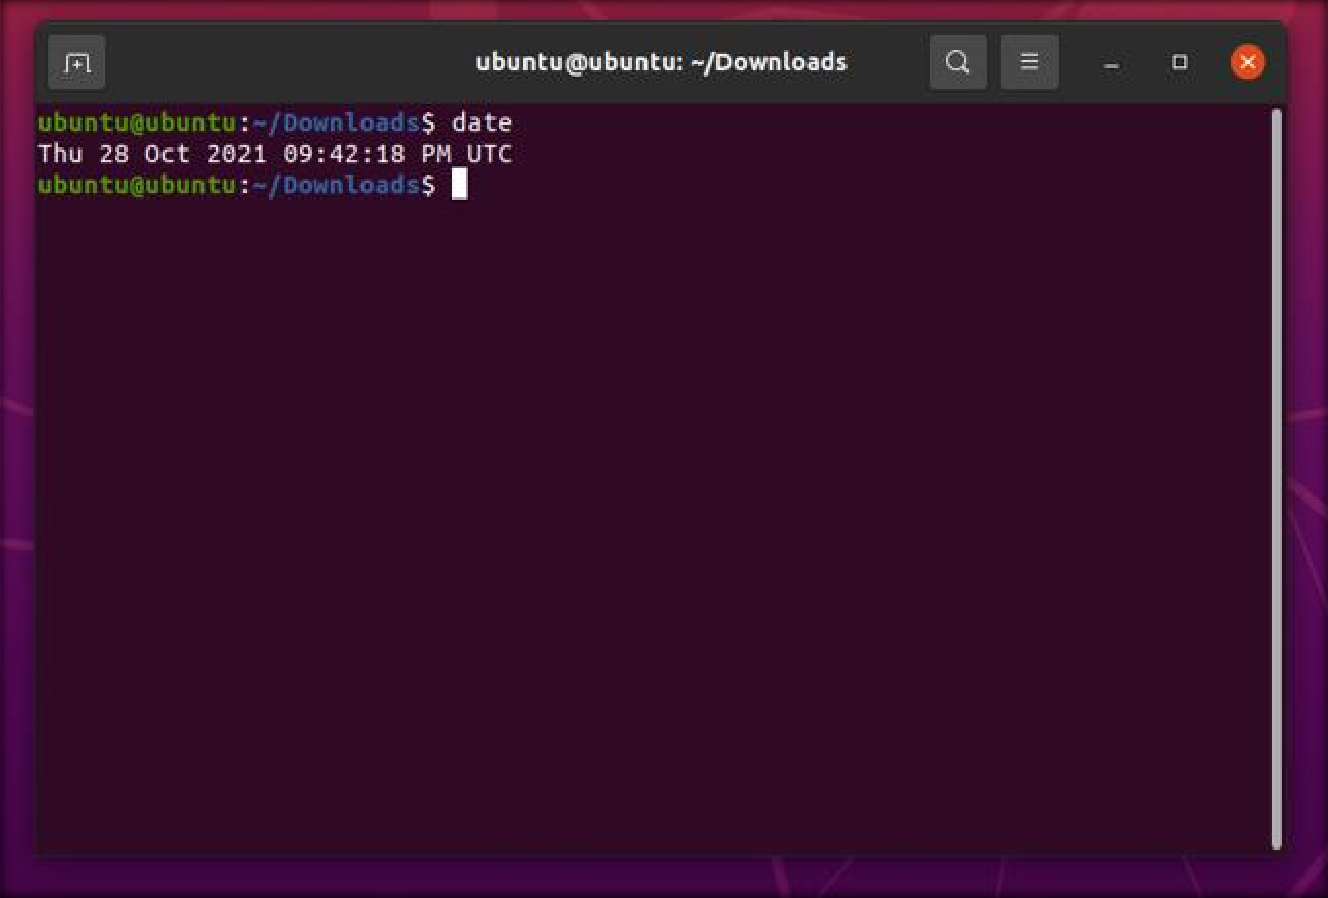 ubuntu@ubuntu: ~/Downloads
ubuntu@ubuntu:~/Downloads$ date
Thu 28 Oct 2021 09:42:18 PM UTC
ubuntu@ubuntu:~/Downloads$